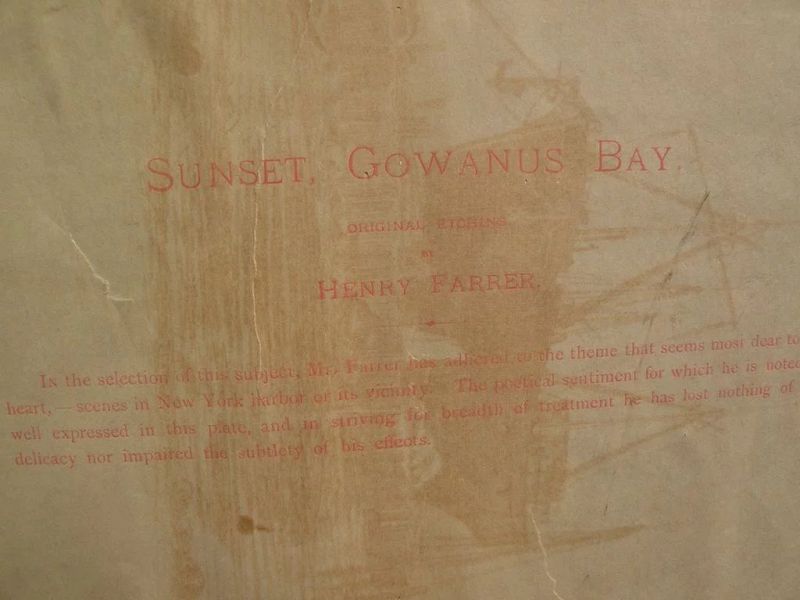 SUNSET, GOWANUS BAY.
ORIGINAL ETCHING
BY
HENRY FARRER.
In the selection of this subject, Mr. Farrer has adhered to the theme that seems most dear to
heart,—scenes in New York harbor or its vicinity. The poetical sentiment for which he is noted
well expressed in this plate, and in striving for breadth of treatment he has lost nothing of
delicacy nor impaired the subtlety of his effects.